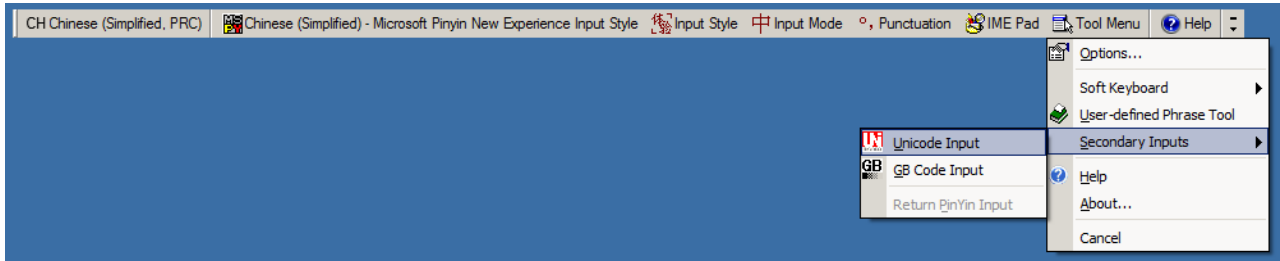 CH Chinese (Simplified, PRC) Chinese (Simplified) - Microsoft Pinyin New Experience Input Style Input Style 中 Input Mode °, Punctuation IME Pad Tool Menu Help
Options...
Soft Keyboard
User-defined Phrase Tool
Secondary Inputs
Unicode Input
GB GB Code Input
Return PinYin Input
Help
About...
Cancel